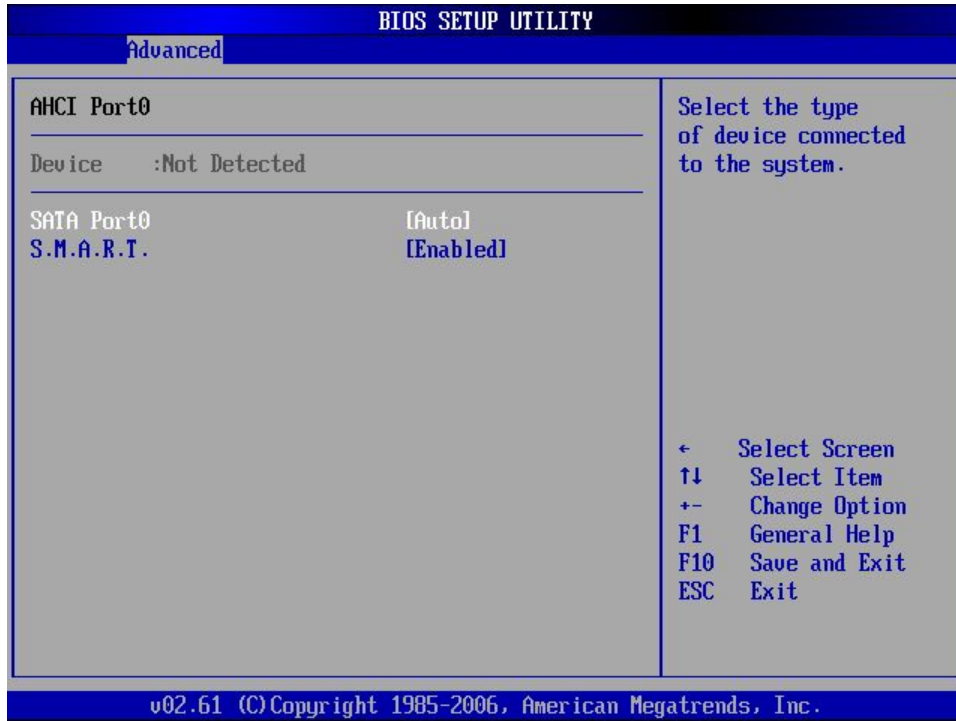 BIOS SETUP UTILITY
Advanced
AHCI Port0
Device :Not Detected
SATA Port0 [Auto]
S.M.A.R.T. [Enabled]
Select the type
of device connected
to the system.
← Select Screen
↑↓ Select Item
+- Change Option
F1 General Help
F10 Save and Exit
ESC Exit
v02.61 (C)Copyright 1985-2006, American Megatrends, Inc.